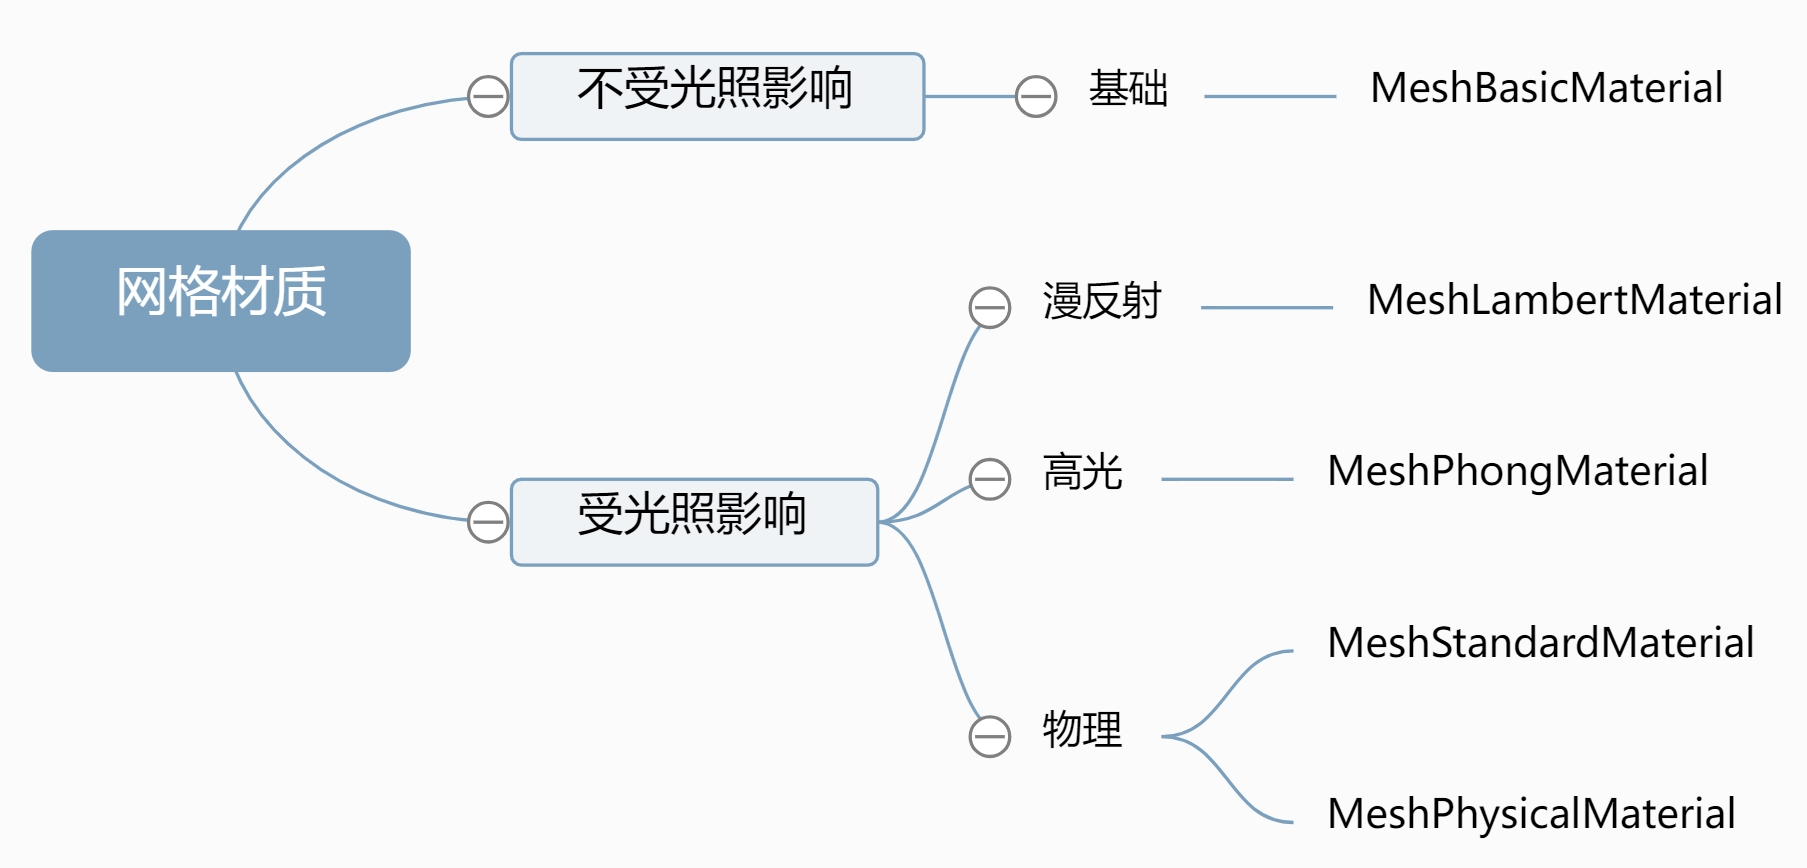 网格材质
不受光照影响
基础
MeshBasicMaterial
受光照影响
漫反射
MeshLambertMaterial
高光
MeshPhongMaterial
物理
MeshStandardMaterial
MeshPhysicalMaterial